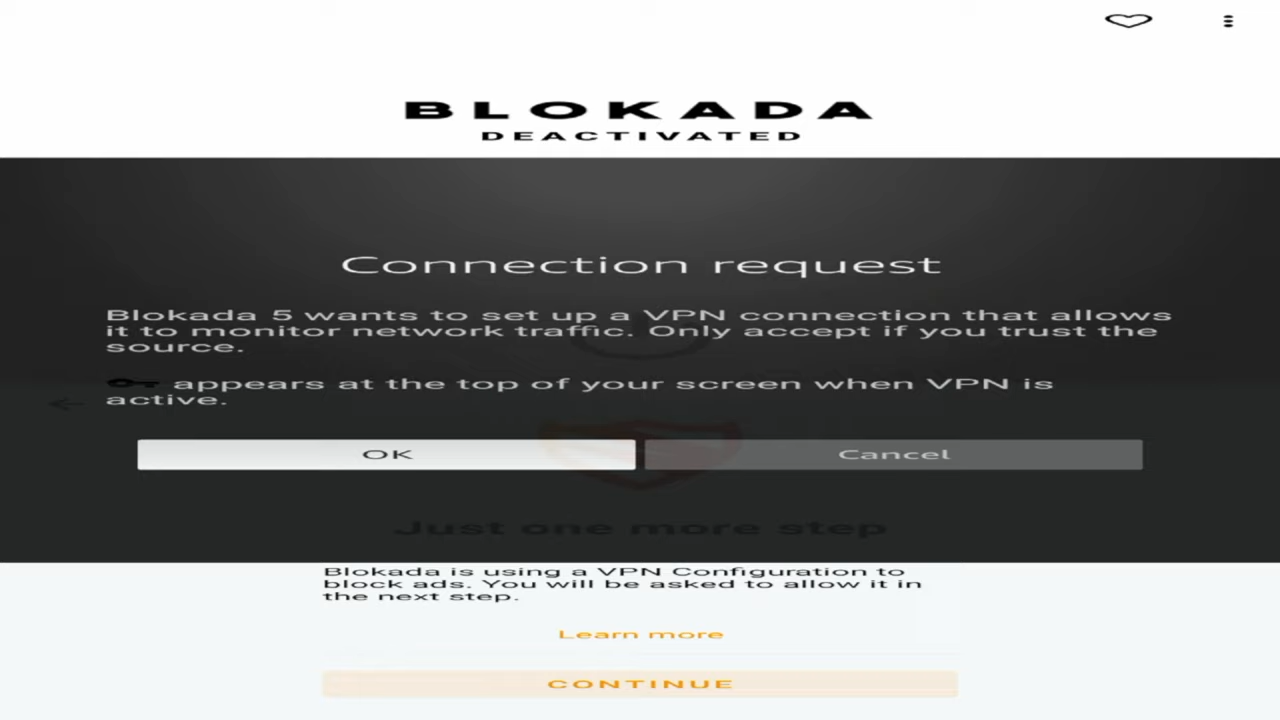 BLOKADA
DEACTIVATED
Connection request
Blokada 5 wants to set up a VPN connection that allows
it to monitor network traffic. Only accept if you trust the
source.
appears at the top of your screen when VPN is
active.
OK
Cancel
Just one more step
Blokada is using a VPN Configuration to
block ads. You will be asked to allow it in
the next step.
Learn more
CONTINUE